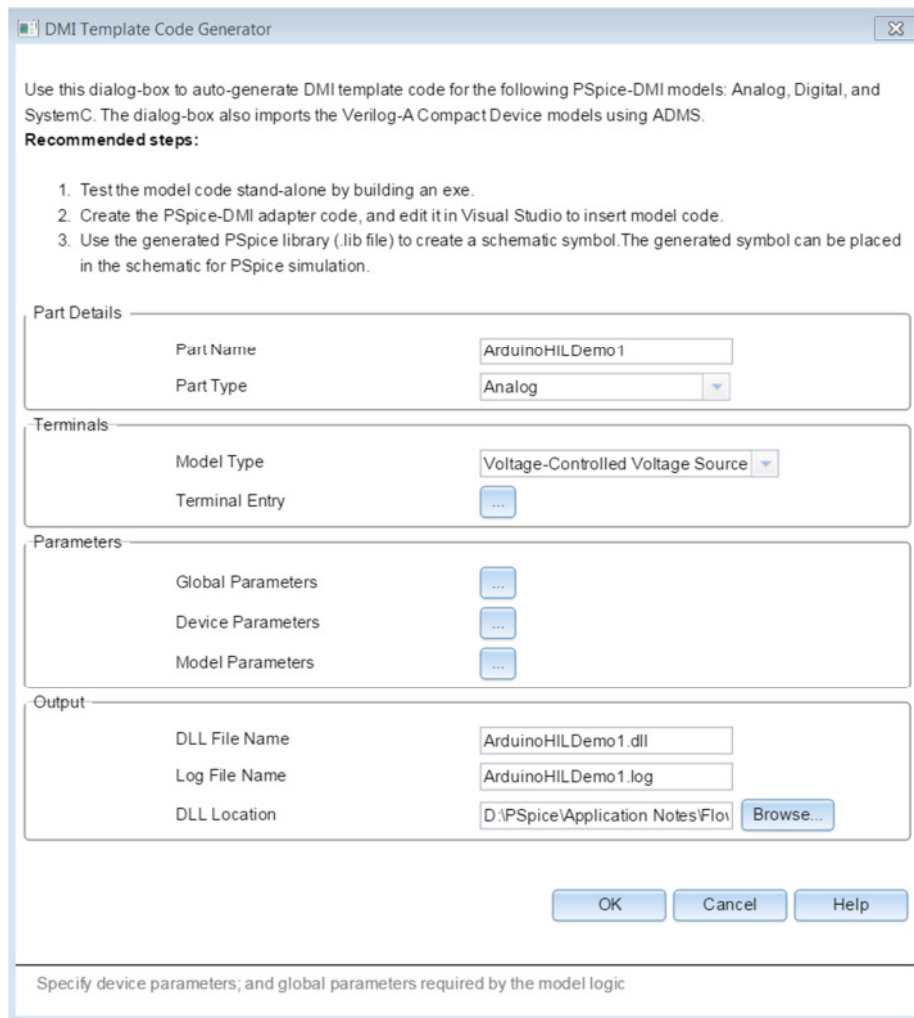 DMI Template Code Generator
Use this dialog-box to auto-generate DMI template code for the following PSpice-DMI models: Analog, Digital, and
SystemC. The dialog-box also imports the Verilog-A Compact Device models using ADMS.
Recommended steps:
1. Test the model code stand-alone by building an exe.
2. Create the PSpice-DMI adapter code, and edit it in Visual Studio to insert model code.
3. Use the generated PSpice library (.lib file) to create a schematic symbol.The generated symbol can be placed
in the schematic for PSpice simulation.
Part Details
Part Name ArduinoHILDemo1
Part Type Analog
Terminals
Model Type Voltage-Controlled Voltage Source
Terminal Entry ...
Parameters
Global Parameters ...
Device Parameters ...
Model Parameters ...
Output
DLL File Name ArduinoHILDemo1.dll
Log File Name ArduinoHILDemo1.log
DLL Location D:\PSpice\Application Notes\Flov Browse...
OK Cancel Help
Specify device parameters; and global parameters required by the model logic